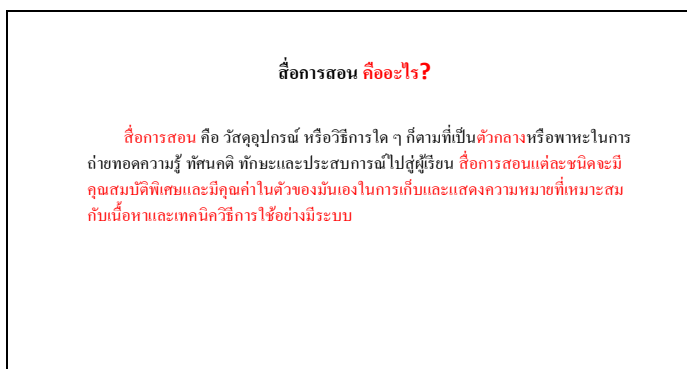 สื่อการสอน คืออะไร?
สื่อการสอน คือ วัสดุอุปกรณ์ หรือวิธีการใด ๆ ก็ตามที่เป็นตัวกลางหรือพาหะในการ
ถ่ายทอดความรู้ ทัศนคติ ทักษะและประสบการณ์ไปสู่ผู้เรียน สื่อการสอนแต่ละชนิดจะมี
คุณสมบัติพิเศษและมีคุณค่าในตัวของมันเองในการเก็บและแสดงความหมายที่เหมาะสม
กับเนื้อหาและเทคนิควิธีการใช้อย่างมีระบบ